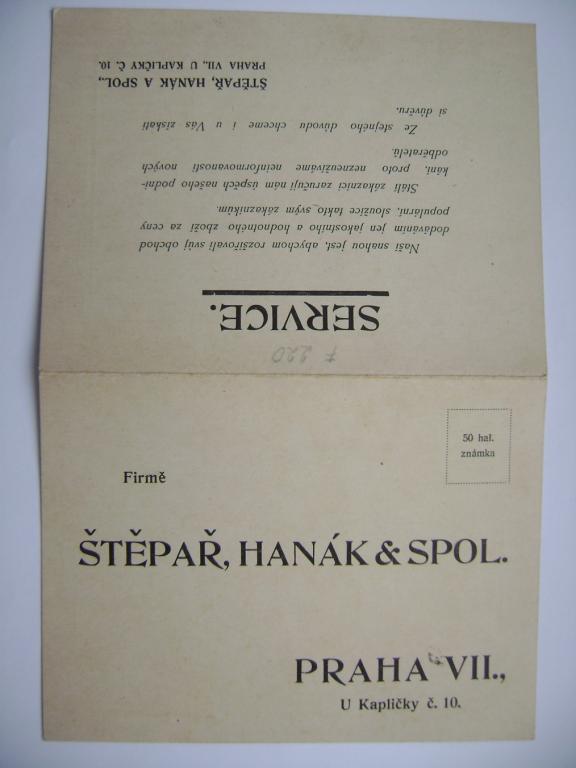 SERVICE.
Naší snahou jest, abychom rozšiřovali svůj obchod
dodáváním jen jakostního a hodnotného zboží za ceny
populární, sloužíce takto svým zákazníkům.
Stálí zákazníci zaručují nám úspěch našeho podni-
kání, proto nezneužíváme neinformovanosti nových
odběratelů.
Ze stejného důvodu chceme i u Vás získati
si důvěru.
ŠTĚPAŘ, HANÁK A SPOL.,
PRAHA VII., U KAPLIČKY Č. 10.
F 220
50 hal.
známka
Firmě
ŠTĚPAŘ, HANÁK & SPOL.
PRAHA VII.,
U Kapličky č. 10.